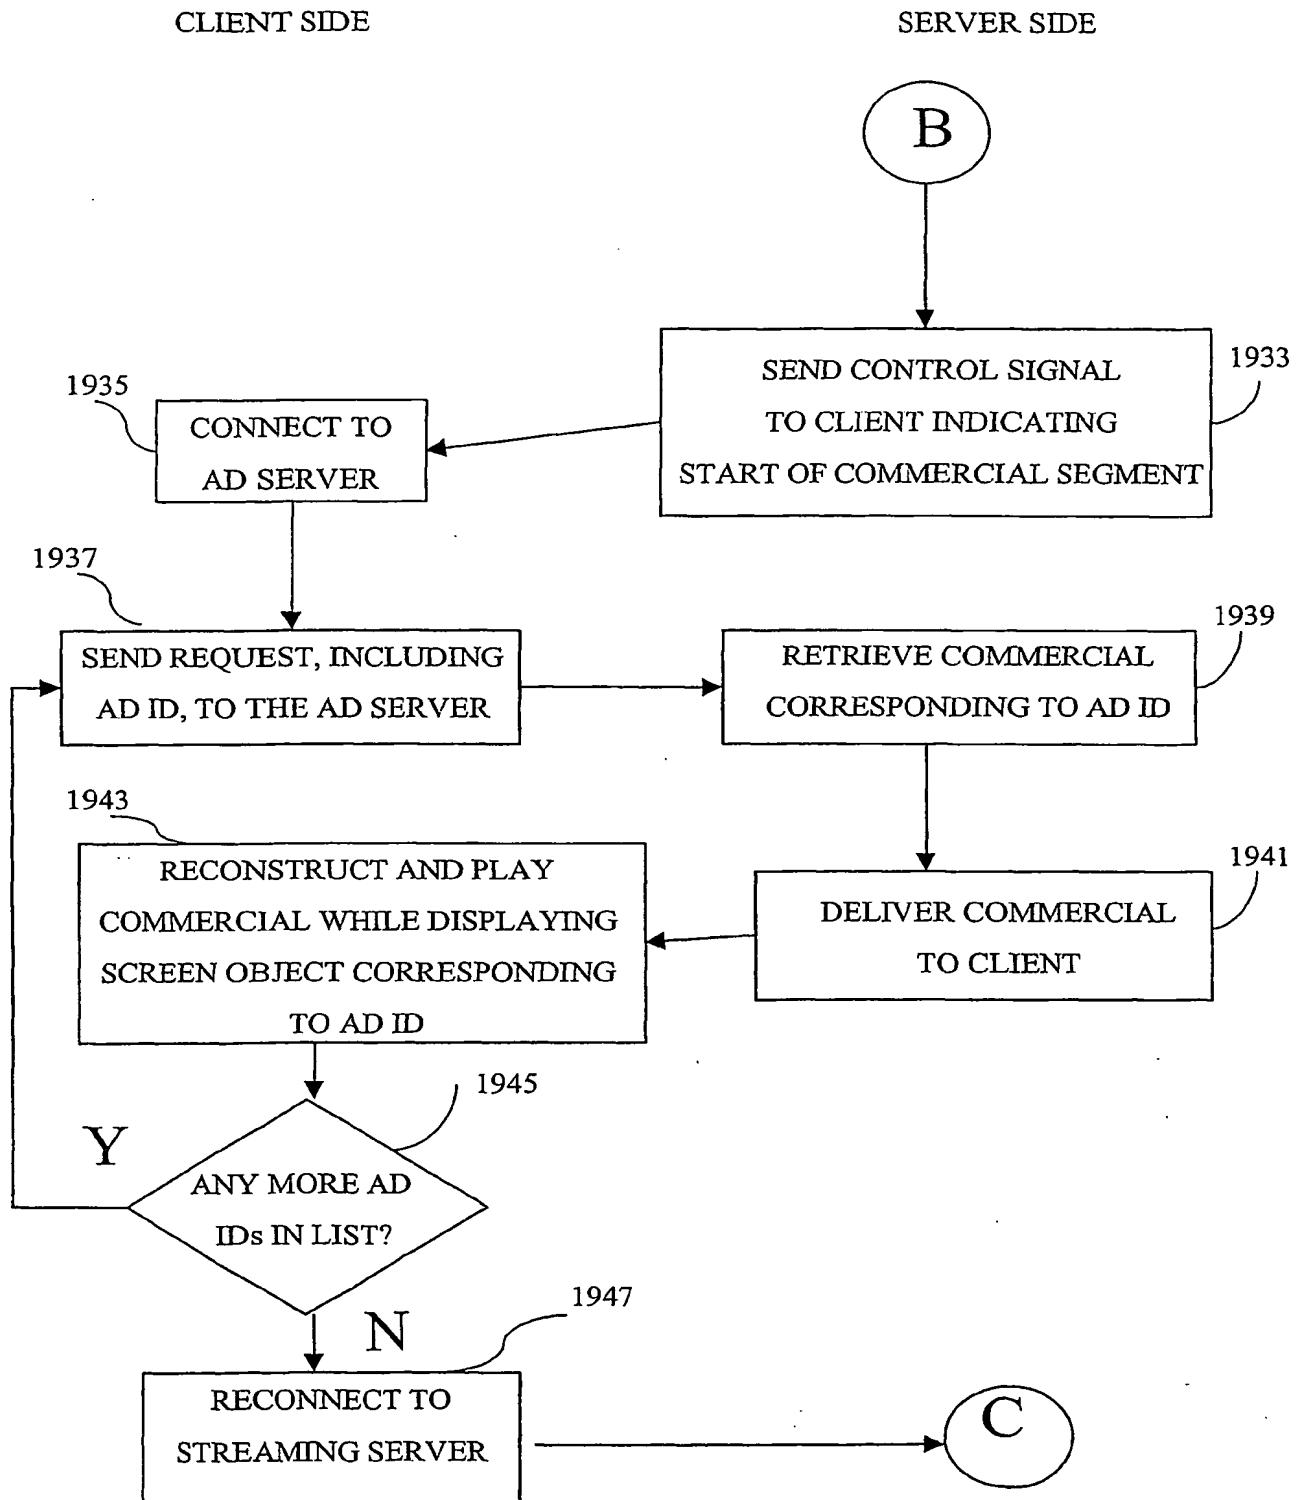 CLIENT SIDE
SERVER SIDE
B
1933
SEND CONTROL SIGNAL
TO CLIENT INDICATING
START OF COMMERCIAL SEGMENT
1935
CONNECT TO
AD SERVER
1937
SEND REQUEST, INCLUDING
AD ID, TO THE AD SERVER
1939
RETRIEVE COMMERCIAL
CORRESPONDING TO AD ID
1941
DELIVER COMMERCIAL
TO CLIENT
1943
RECONSTRUCT AND PLAY
COMMERCIAL WHILE DISPLAYING
SCREEN OBJECT CORRESPONDING
TO AD ID
1945
ANY MORE AD
IDs IN LIST?
Y
N
1947
RECONNECT TO
STREAMING SERVER
C